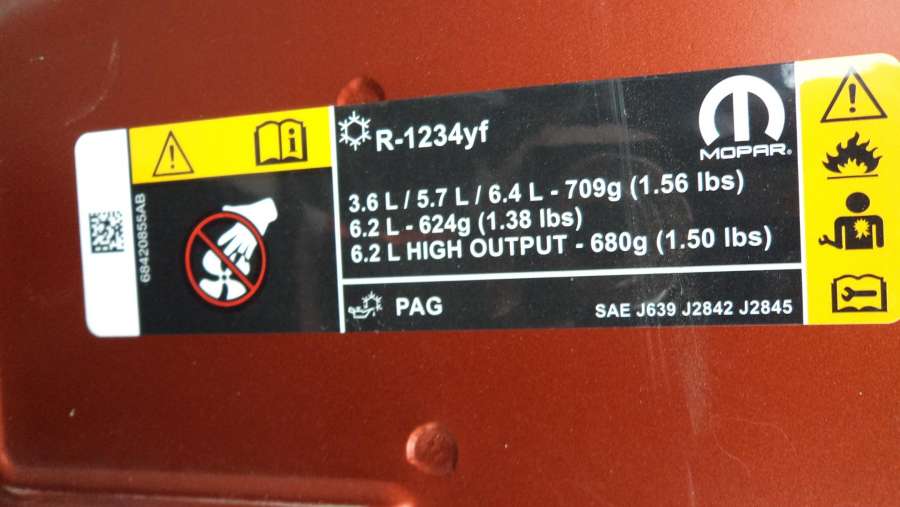 68420855AB
R-1234yf
MOPAR®
3.6 L / 5.7 L / 6.4 L - 709g (1.56 lbs)
6.2 L - 624g (1.38 lbs)
6.2 L HIGH OUTPUT - 680g (1.50 lbs)
PAG
SAE J639 J2842 J2845